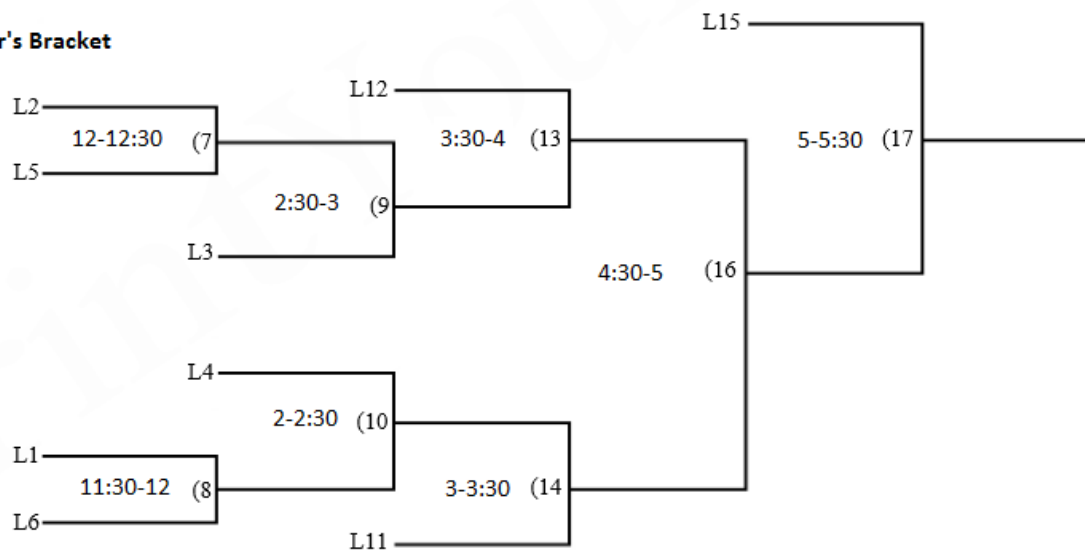 L15
r's Bracket
L12
L2
12-12:30 (7
3:30-4 (13
5-5:30 (17
L5
2:30-3 (9
L3
4:30-5 (16
L4
2-2:30 (10
L1
11:30-12 (8
3-3:30 (14
L6
L11